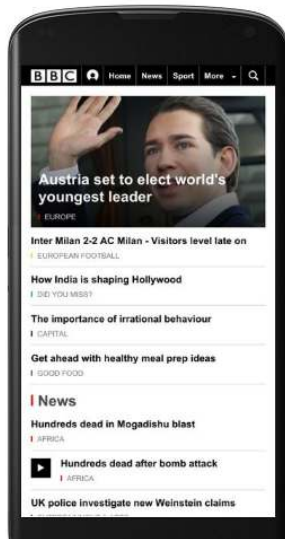 BBC Home News Sport More
Austria set to elect world's
youngest leader
EUROPE
Inter Milan 2-2 AC Milan - Visitors level late on
EUROPEAN FOOTBALL
How India is shaping Hollywood
DID YOU MISS?
The importance of irrational behaviour
CAPITAL
Get ahead with healthy meal prep ideas
GOOD FOOD
News
Hundreds dead in Mogadishu blast
AFRICA
Hundreds dead after bomb attack
AFRICA
UK police investigate new Weinstein claims